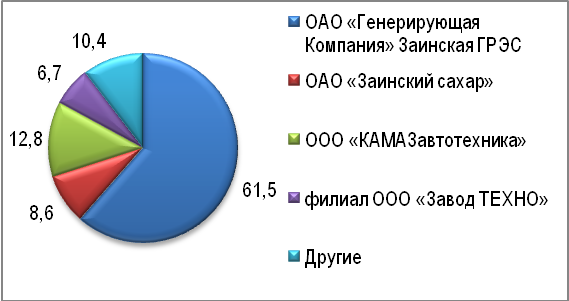 10,4
6,7
12,8
8,6
61,5
ОАО «Генерирующая
Компания» Заинская ГРЭС
ОАО «Заинский сахар»
ООО «КАМАЗавтотехника»
филиал ООО «Завод ТЕХНО»
Другие